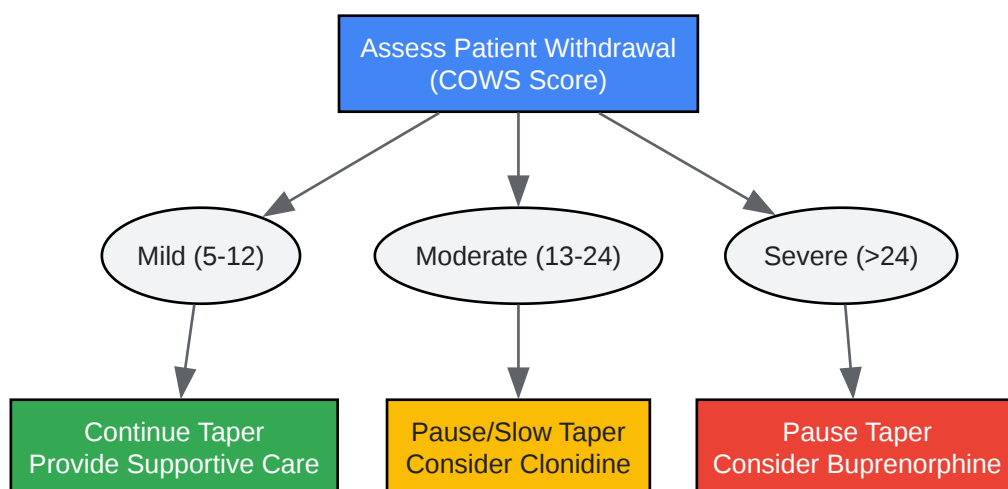 Assess Patient Withdrawal
(COWS Score)
Mild (5-12)
Moderate (13-24)
Severe (>24)
Continue Taper
Provide Supportive Care
Pause/Slow Taper
Consider Clonidine
Pause Taper
Consider Buprenorphine